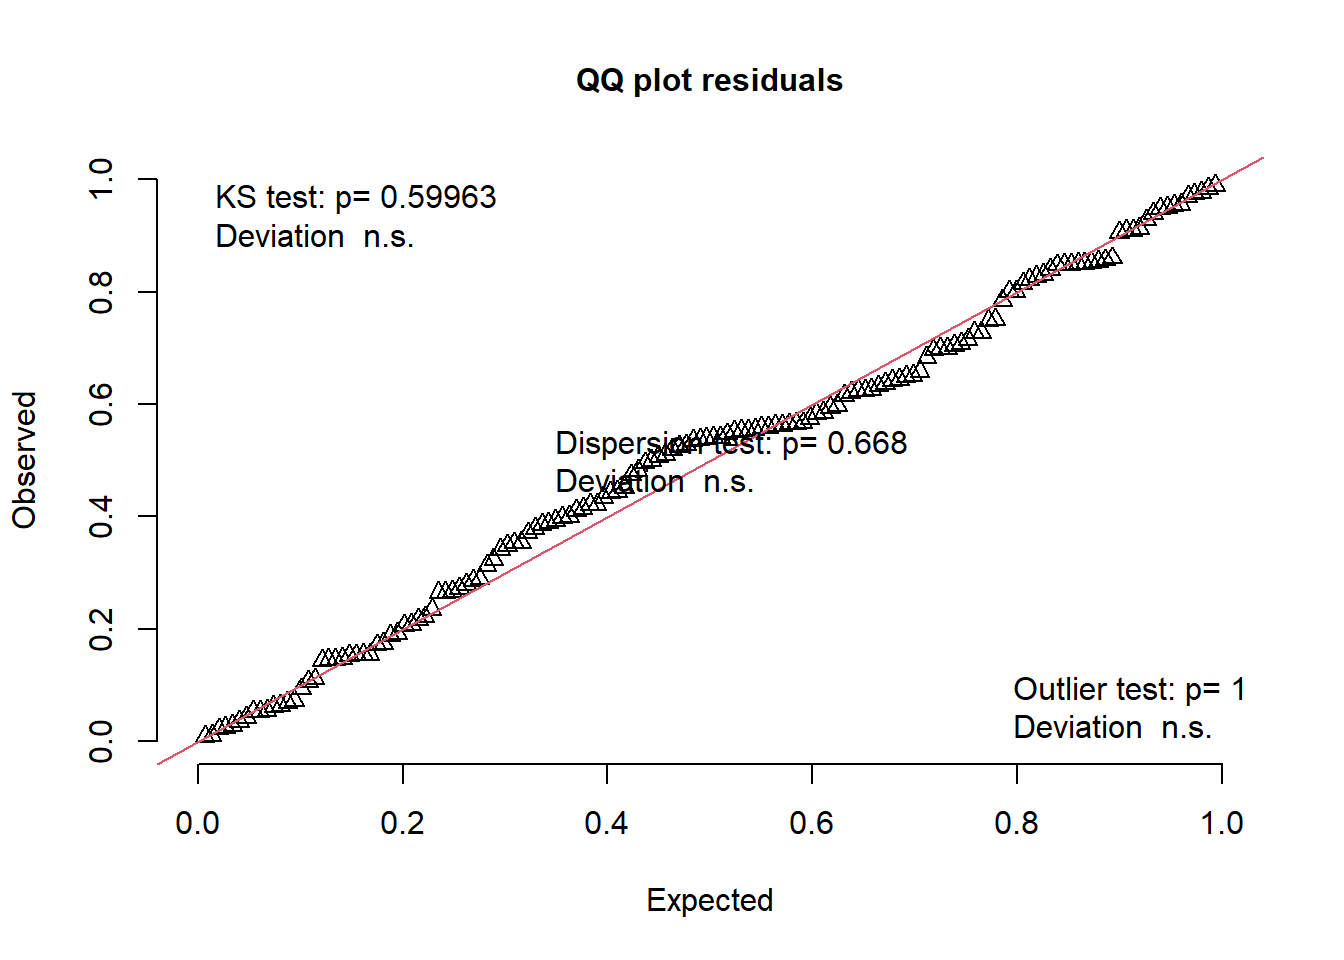 QQ plot residuals
KS test: p= 0.59963
Deviation  n.s.
Dispersion test: p= 0.668
Deviation  n.s.
Outlier test: p= 1
Deviation  n.s.
Observed
0.0
0.2
0.4
0.6
0.8
1.0
0.0 0.2 0.4 0.6 0.8 1.0
Expected